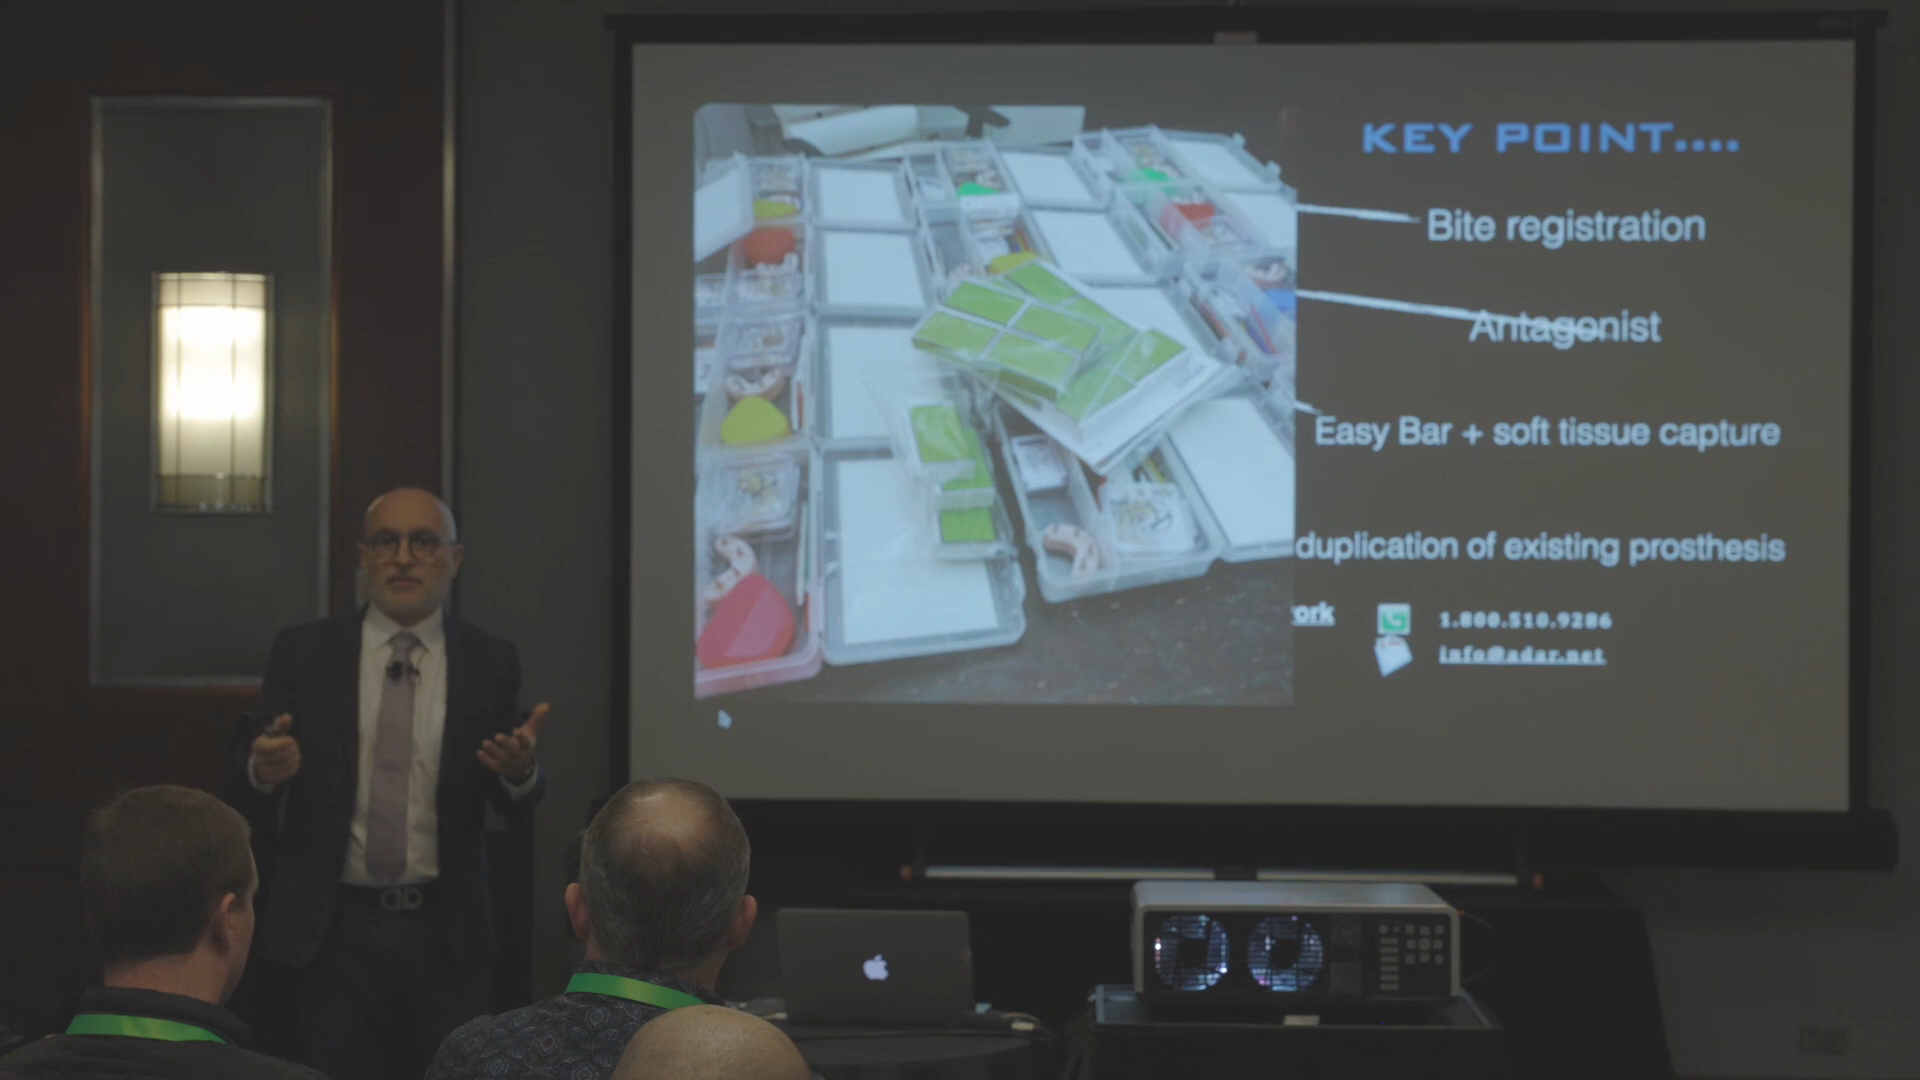 KEY POINT....
Bite registration
Antagonist
Easy Bar + soft tissue capture
duplication of existing prosthesis
ork
1.800.510.9286
info@adar.net